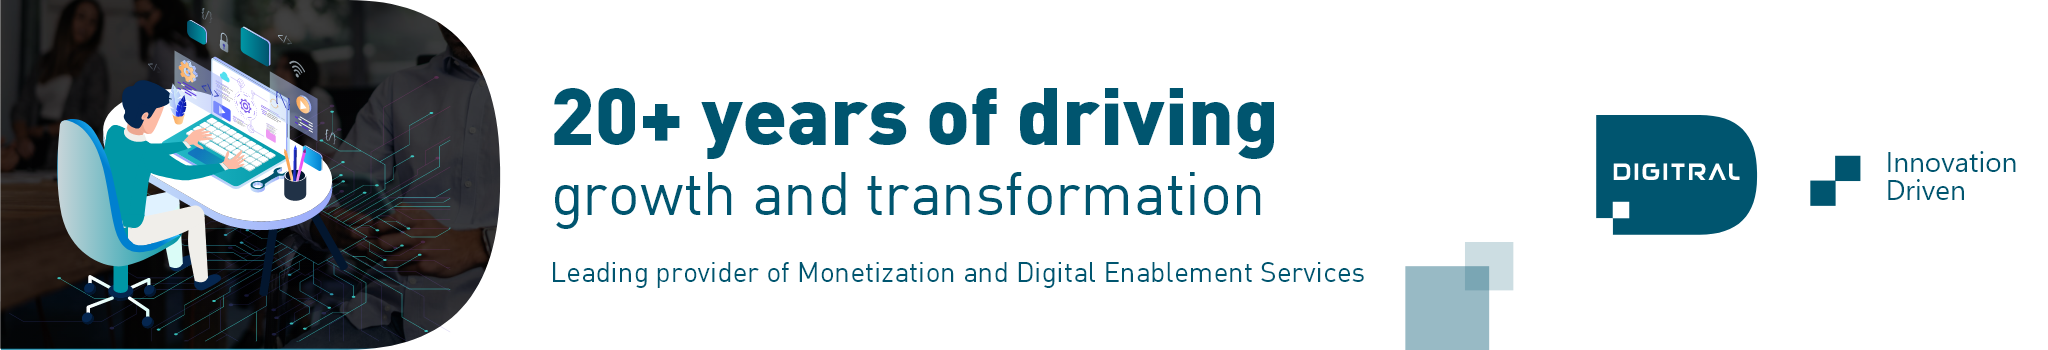 20+ years of driving
growth and transformation
Leading provider of Monetization and Digital Enablement Services
DIGITRAL
Innovation
Driven